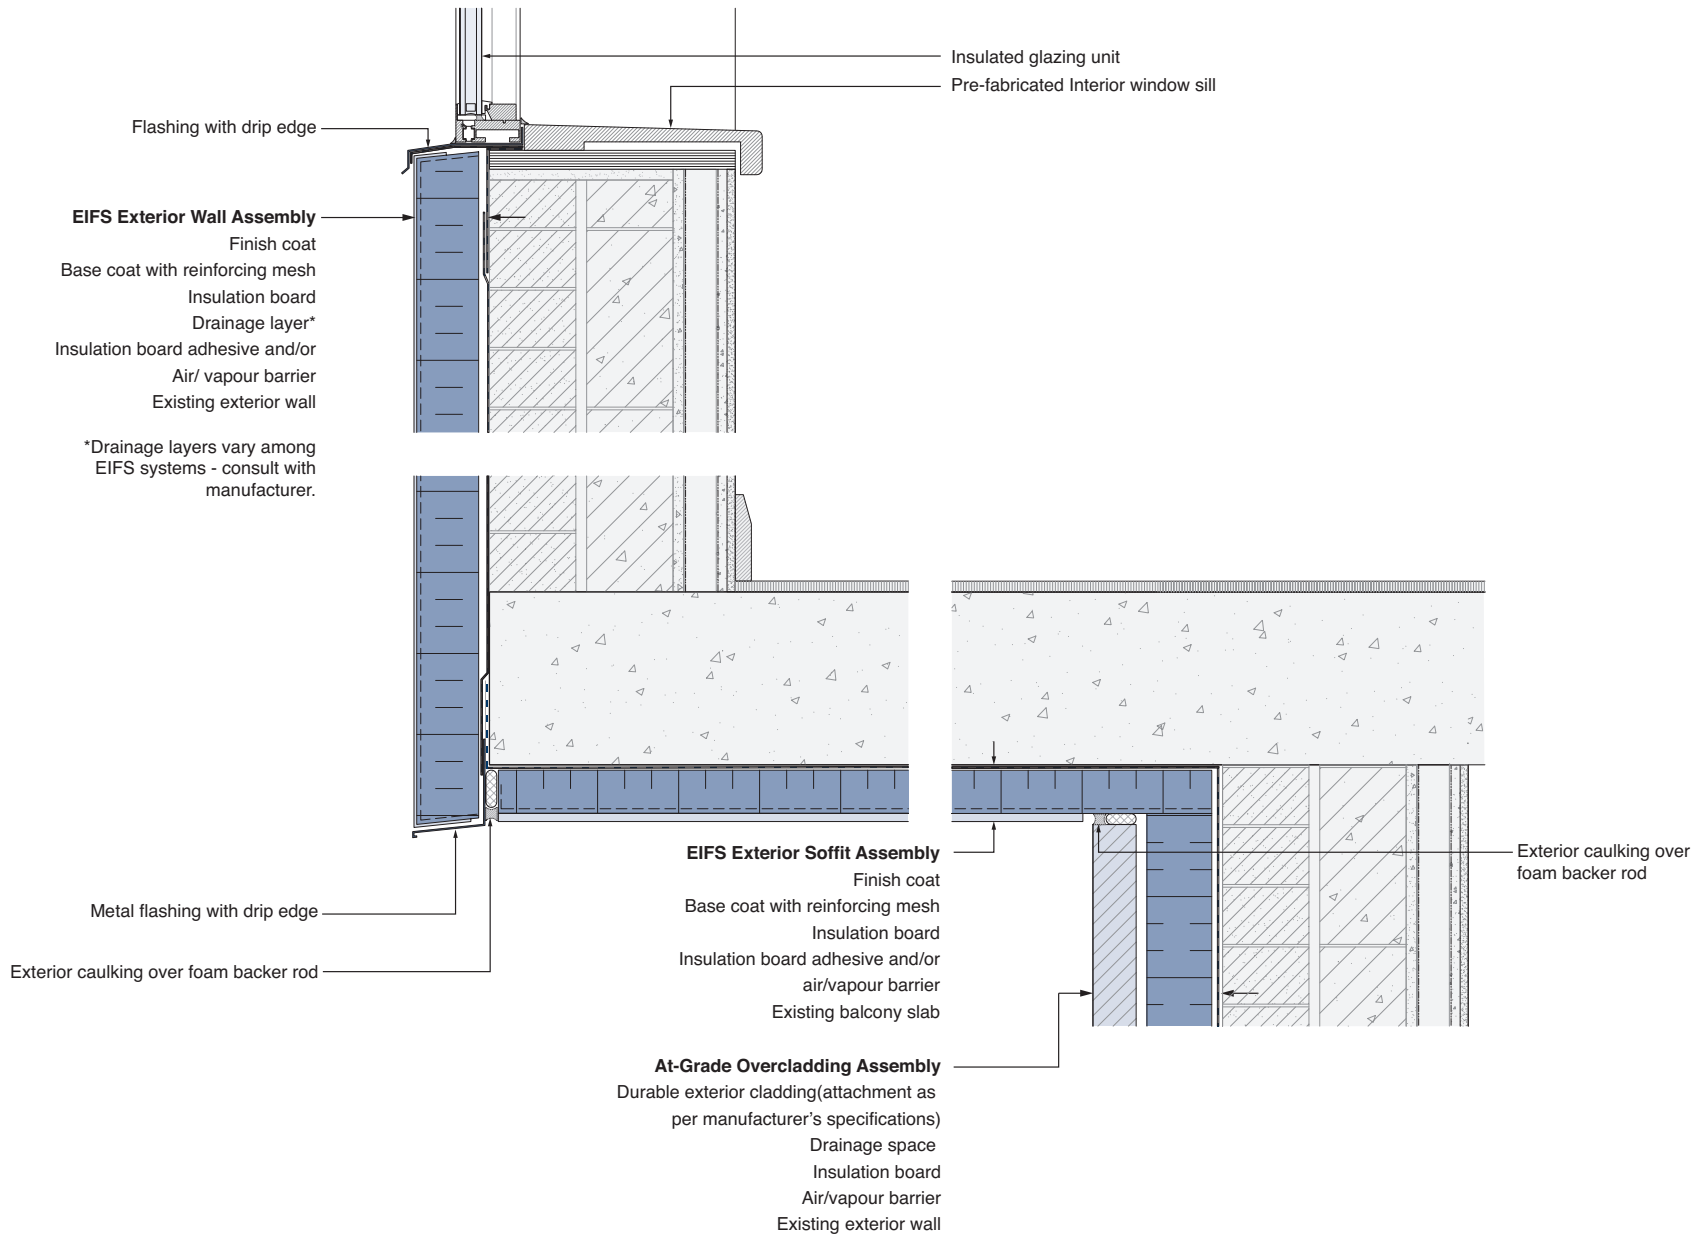 Insulated glazing unit
Pre-fabricated Interior window sill
Flashing with drip edge
EIFS Exterior Wall Assembly
Finish coat
Base coat with reinforcing mesh
Insulation board
Drainage layer*
Insulation board adhesive and/or
Air/ vapour barrier
Existing exterior wall
*Drainage layers vary among
EIFS systems - consult with
manufacturer.
Metal flashing with drip edge
Exterior caulking over foam backer rod
EIFS Exterior Soffit Assembly
Finish coat
Base coat with reinforcing mesh
Insulation board
Insulation board adhesive and/or
air/vapour barrier
Existing balcony slab
Exterior caulking over
foam backer rod
At-Grade Overcladding Assembly
Durable exterior cladding(attachment as
per manufacturer’s specifications)
Drainage space
Insulation board
Air/vapour barrier
Existing exterior wall